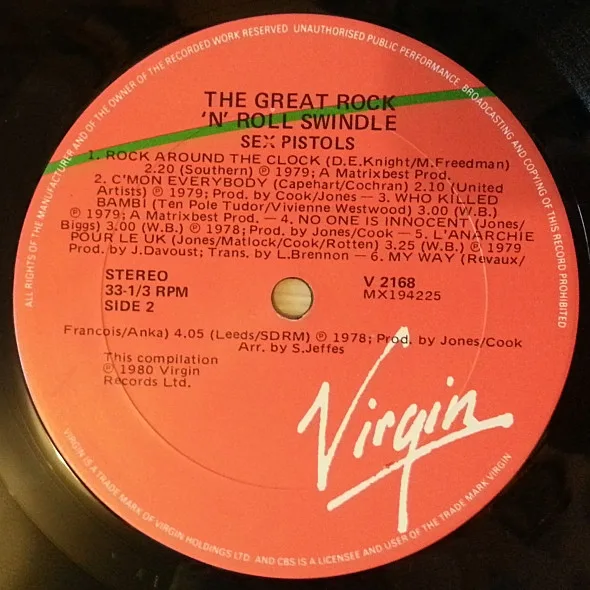 ALL RIGHTS OF THE MANUFACTURER AND OF THE OWNER OF THE RECORDED WORK RESERVED UNAUTHORISED PUBLIC PERFORMANCE, BROADCASTING AND COPYING OF THIS RECORD PROHIBITED
THE GREAT ROCK
'N' ROLL SWINDLE
SEX PISTOLS
1. ROCK AROUND THE CLOCK (D.E.Knight/M.Freedman)
2.20 (Southern) ℗ 1979; A Matrixbest Prod.
2. C'MON EVERYBODY (Capehart/Cochran) 2.10 (United
Artists) ℗ 1979; Prod. by Cook/Jones — 3. WHO KILLED
BAMBI (Ten Pole Tudor/Vivienne Westwood) 3.00 (W.B.)
℗ 1979; A Matrixbest Prod. — 4. NO ONE IS INNOCENT (Jones/
Biggs) 3.00 (W.B.) ℗ 1978; Prod. by Jones/Cook — 5. L'ANARCHIE
POUR LE UK (Jones/Matlock/Cook/Rotten) 3.25 (W.B.) ℗ 1979
Prod. by J.Davoust; Trans. by L.Brennon — 6. MY WAY (Revaux/
STEREO
33-1/3 RPM
SIDE 2
V 2168
MX194225
Francois/Anka) 4.05 (Leeds/SDRM) ℗ 1978; Prod. by Jones/Cook
Arr. by S.Jeffes
This compilation
℗ 1980 Virgin
Records Ltd.
Virgin
VIRGIN IS A TRADE MARK OF VIRGIN HOLDINGS LTD. AND CBS IS A LICENSEE AND USER OF THE TRADE MARK VIRGIN